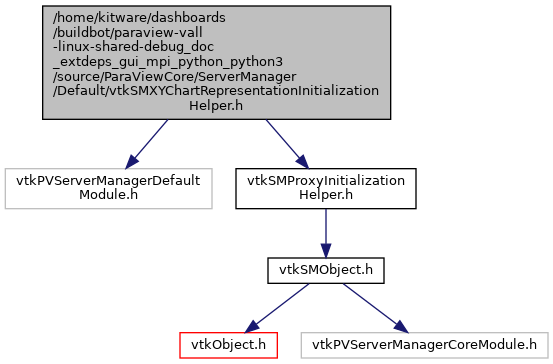 /home/kitware/dashboards
/buildbot/paraview-vall
-linux-shared-debug_doc
_extdeps_gui_mpi_python_python3
/source/ParaViewCore/ServerManager
/Default/vtkSMXYChartRepresentationInitialization
Helper.h
vtkPVServerManagerDefault
Module.h
vtkSMProxyInitialization
Helper.h
vtkSMObject.h
vtkObject.h
vtkPVServerManagerCoreModule.h